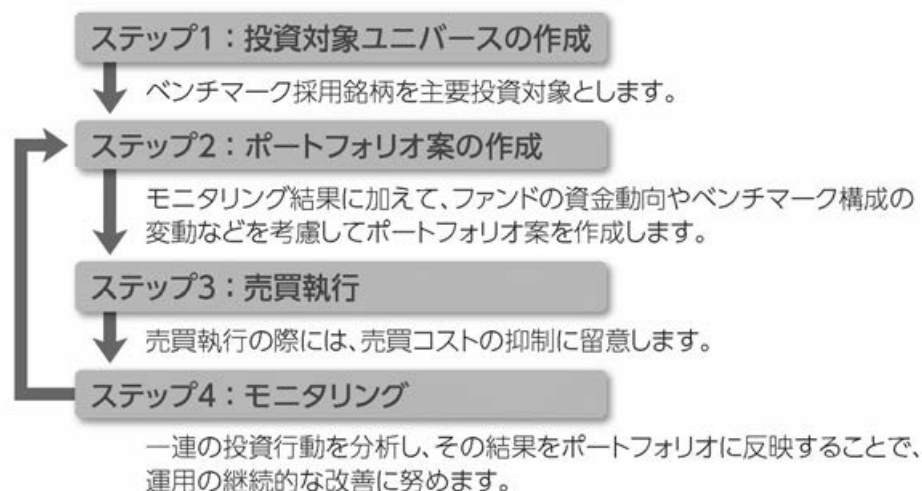 ステップ1：投資対象ユニバースの作成
ベンチマーク採用銘柄を主要投資対象とします。
ステップ2：ポートフォリオ案の作成
モニタリング結果に加えて、ファンドの資金動向やベンチマーク構成の
変動などを考慮してポートフォリオ案を作成します。
ステップ3：売買執行
売買執行の際には、売買コストの抑制に留意します。
ステップ4：モニタリング
一連の投資行動を分析し、その結果をポートフォリオに反映することで、
運用の継続的な改善に努めます。